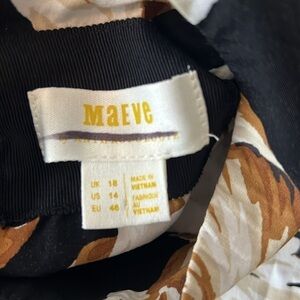 MaEVE
UK 18
US 14
EU 46
MADE IN
VIETNAM
FABRIQUÉ
AU
VIETNAM